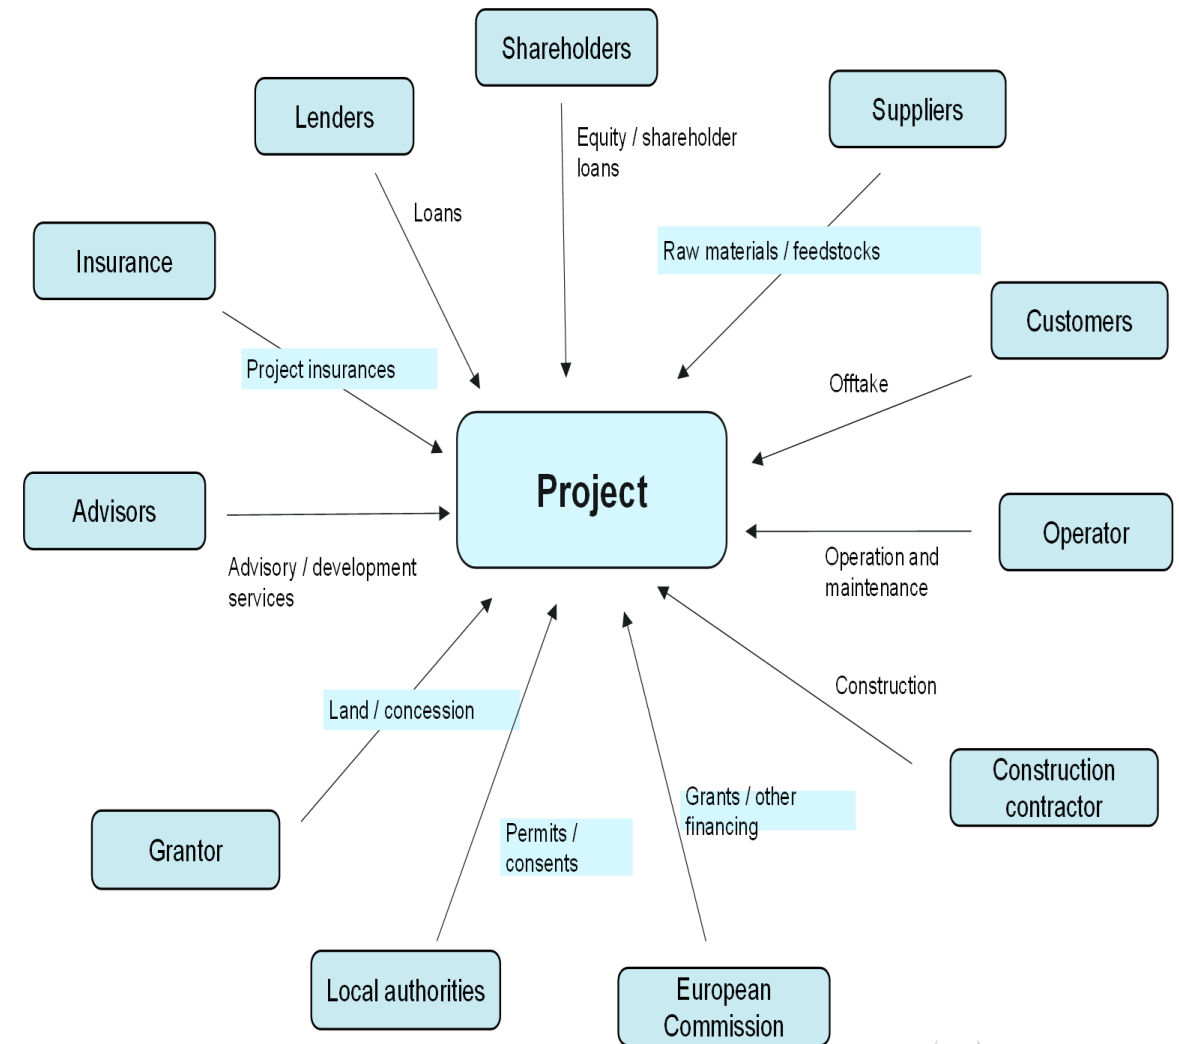 Shareholders
Lenders
Suppliers
Equity / shareholder
loans
Loans
Raw materials / feedstocks
Insurance
Customers
Project insurances
Offtake
Project
Advisors
Operator
Advisory / development
services
Operation and
maintenance
Land / concession
Construction
Construction
contractor
Grants / other
financing
Permits /
consents
Grantor
Local authorities
European
Commission